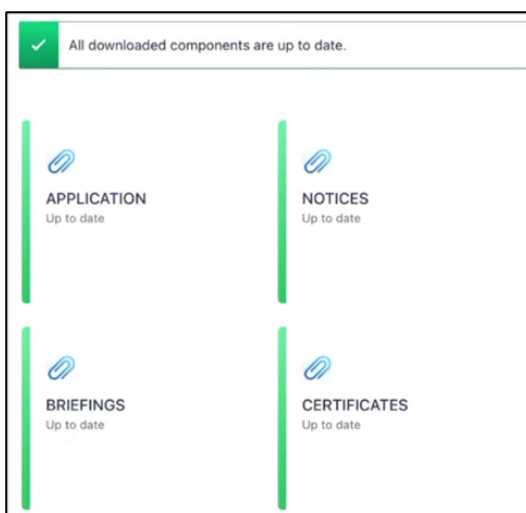 All downloaded components are up to date.
APPLICATION
Up to date
NOTICES
Up to date
BRIEFINGS
Up to date
CERTIFICATES
Up to date